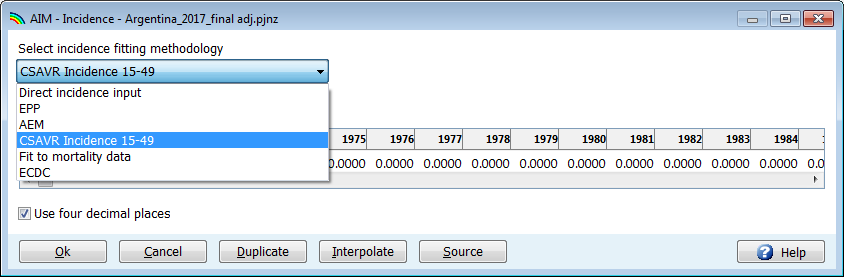 AIM - Incidence - Argentina_2017_final adj.pjnz
Select incidence fitting methodology
CSAVR Incidence 15-49
Direct incidence input
EPP
AEM
CSAVR Incidence 15-49
Fit to mortality data
ECDC
1975 1976 1977 1978 1979 1980 1981 1982 1983 1984
0.0000 0.0000 0.0000 0.0000 0.0000 0.0000 0.0000 0.0000 0.0000 0.0000 0.0
Use four decimal places
Ok Cancel Duplicate Interpolate Source Help